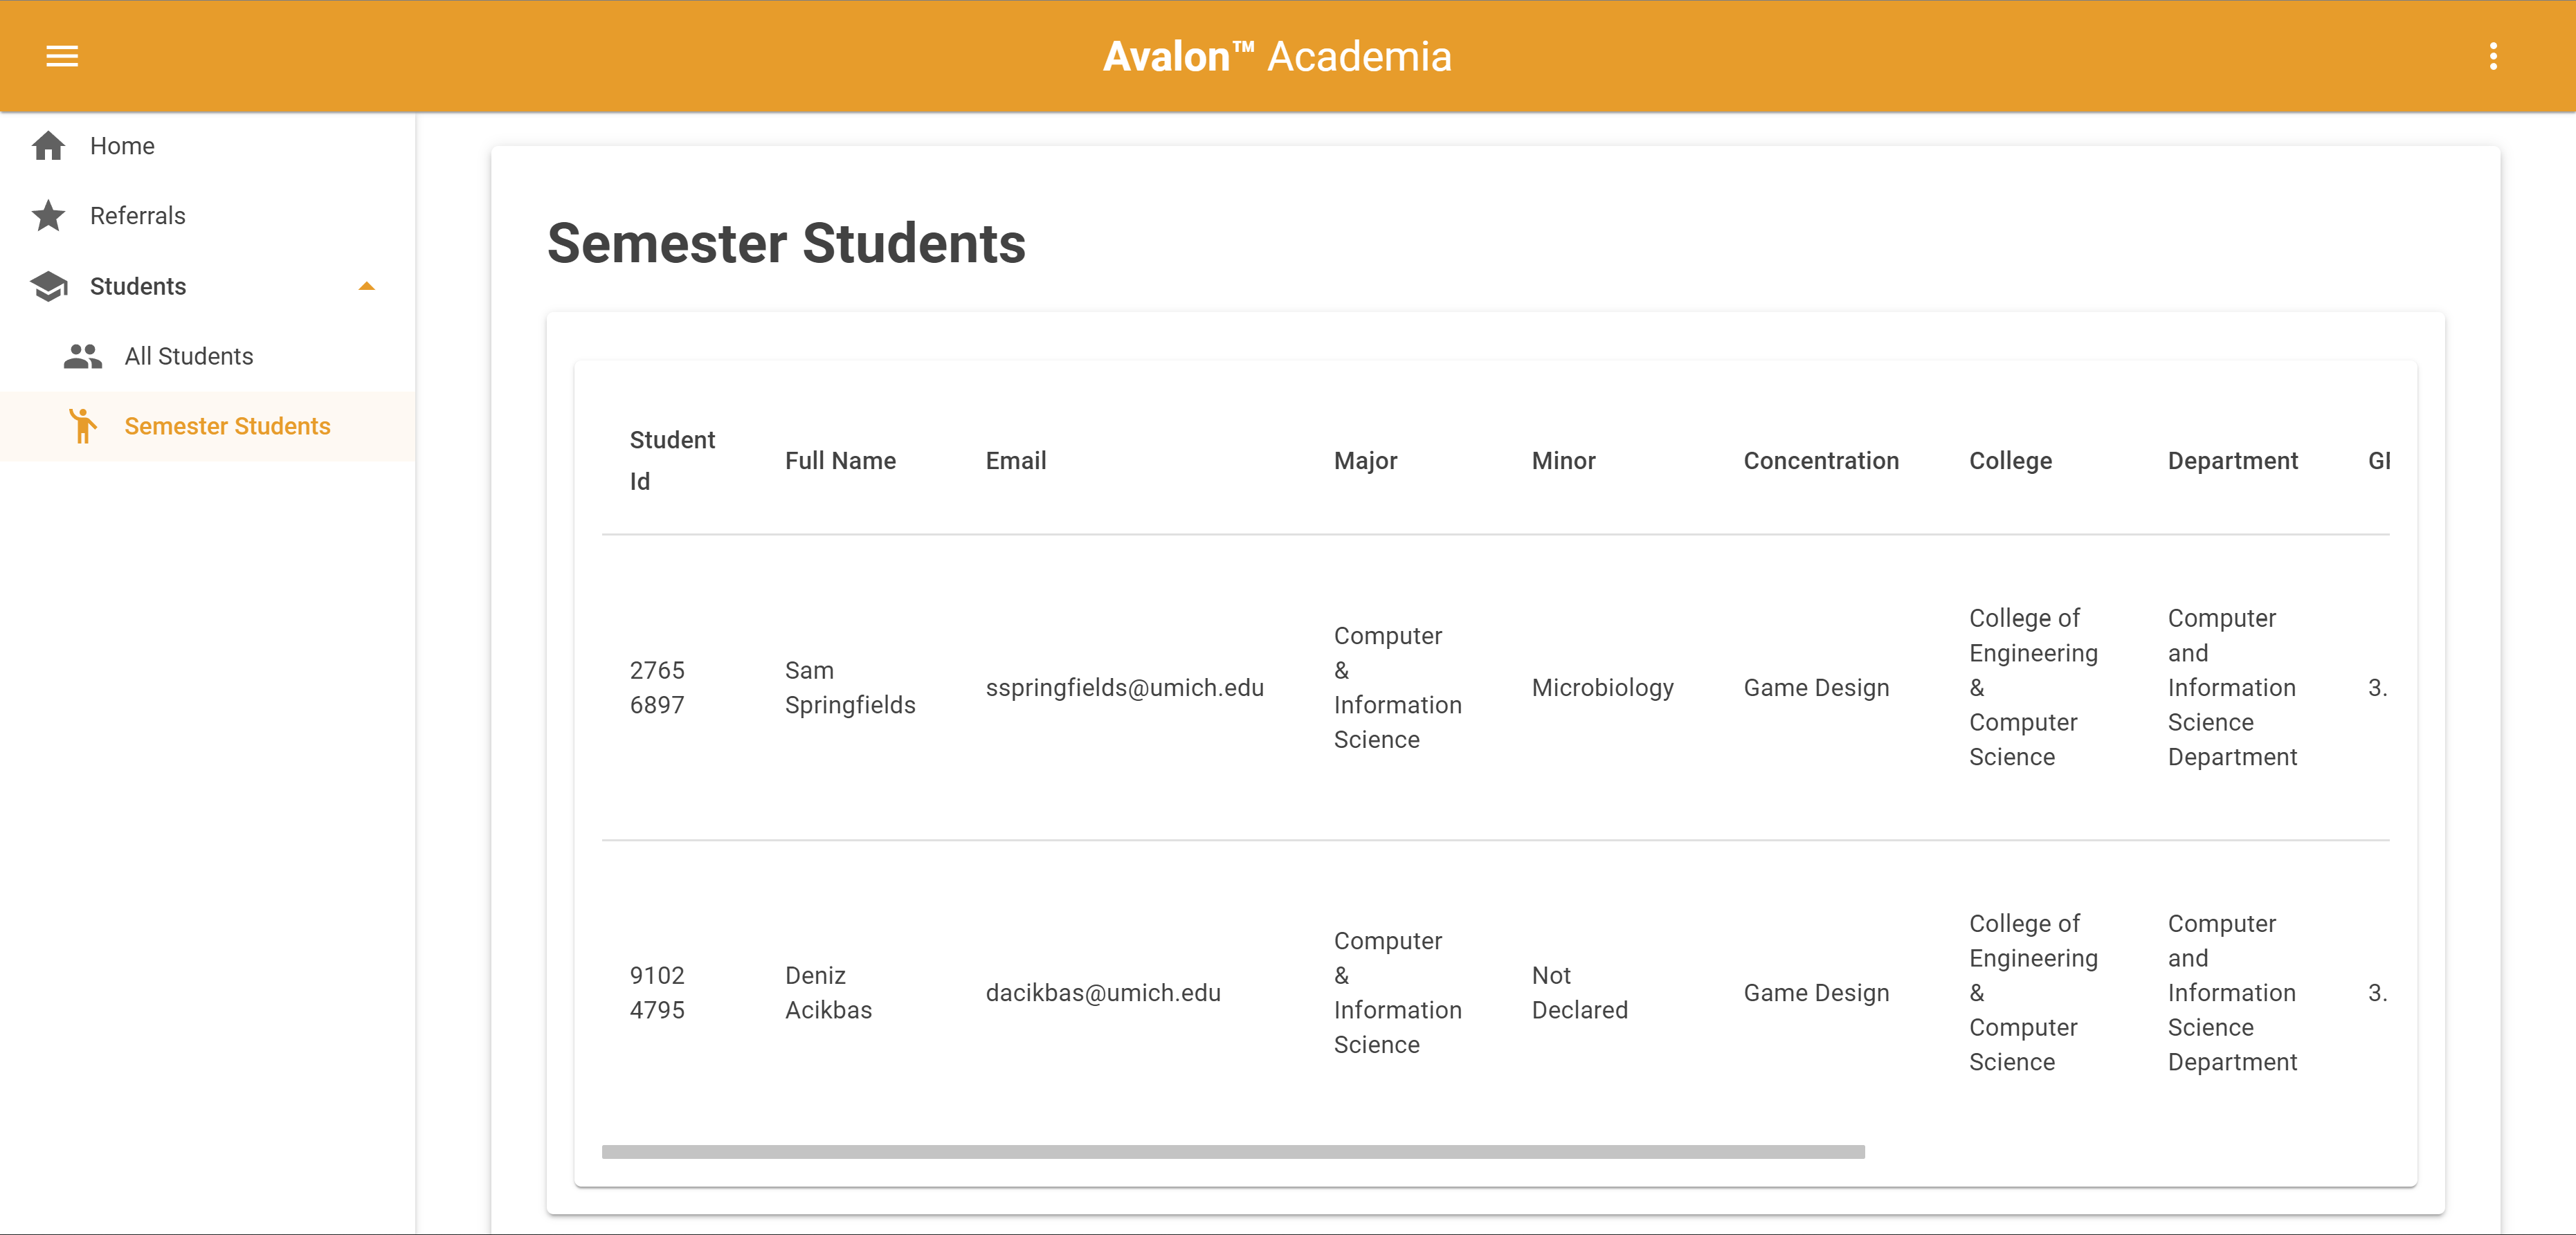 Avalon™ Academia
Home
Referrals
Students
All Students
Semester Students
Semester Students
Student
Id
Full Name
Email
Major
Minor
Concentration
College
Department
2765
6897
Sam
Springfields
sspringfields@umich.edu
Computer
&
Information
Science
Microbiology
Game Design
College of
Engineering
&
Computer
Science
Computer
and
Information
Science
Department
3.
9102
4795
Deniz
Acikbas
dacikbas@umich.edu
Computer
&
Information
Science
Not
Declared
Game Design
College of
Engineering
&
Computer
Science
Computer
and
Information
Science
Department
3.